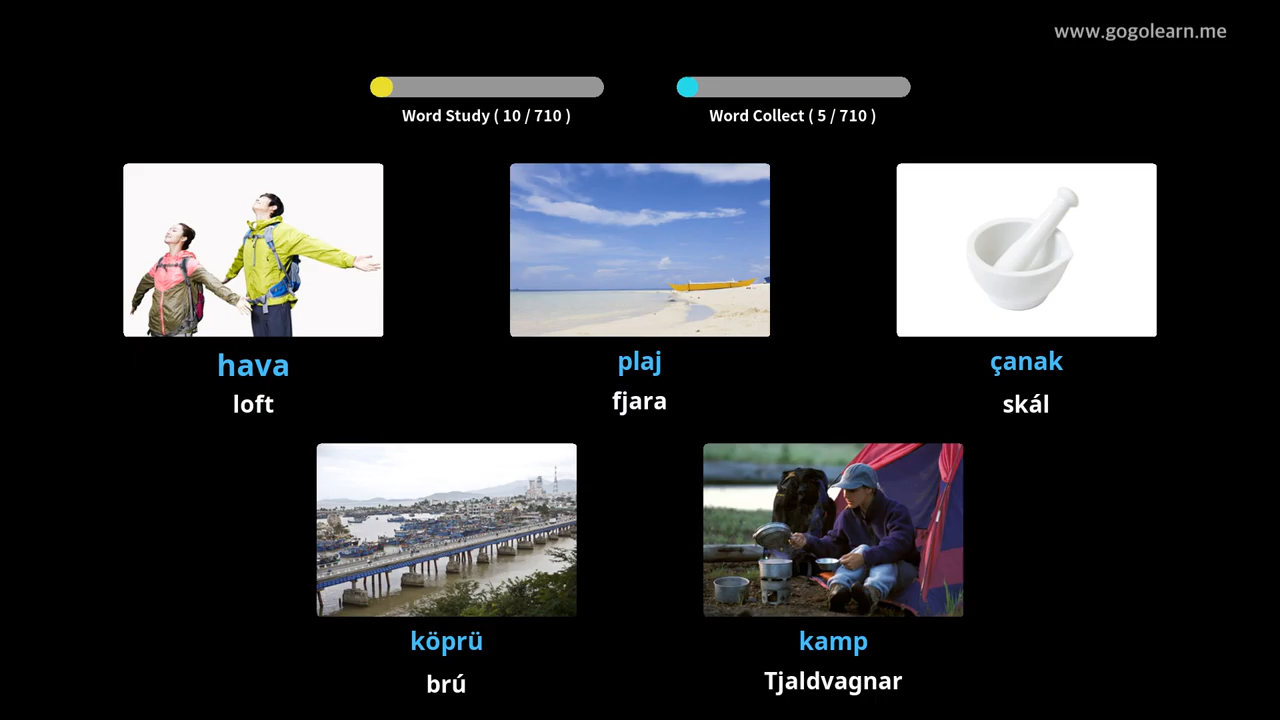 www.gogolearn.me
Word Study ( 10 / 710 )
Word Collect ( 5 / 710 )
hava
loft
plaj
fjara
çanak
skál
köprü
brú
kamp
Tjaldvagnar